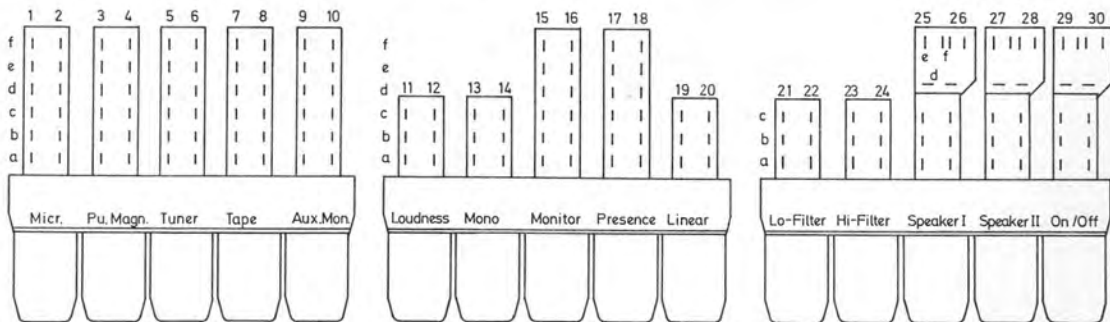 1 2 3 4 5 6 7 8 9 10 15 16 17 18 25 26 27 28 29 30
f f e f
e e d
d 11 12 13 14 d 19 20 21 22 23 24
c c c
b b b
a a a
Micr. Pu. Magn. Tuner Tape Aux.Mon. Loudness Mono Monitor Presence Linear Lo-Filter Hi-Filter Speaker I Speaker II On/Off